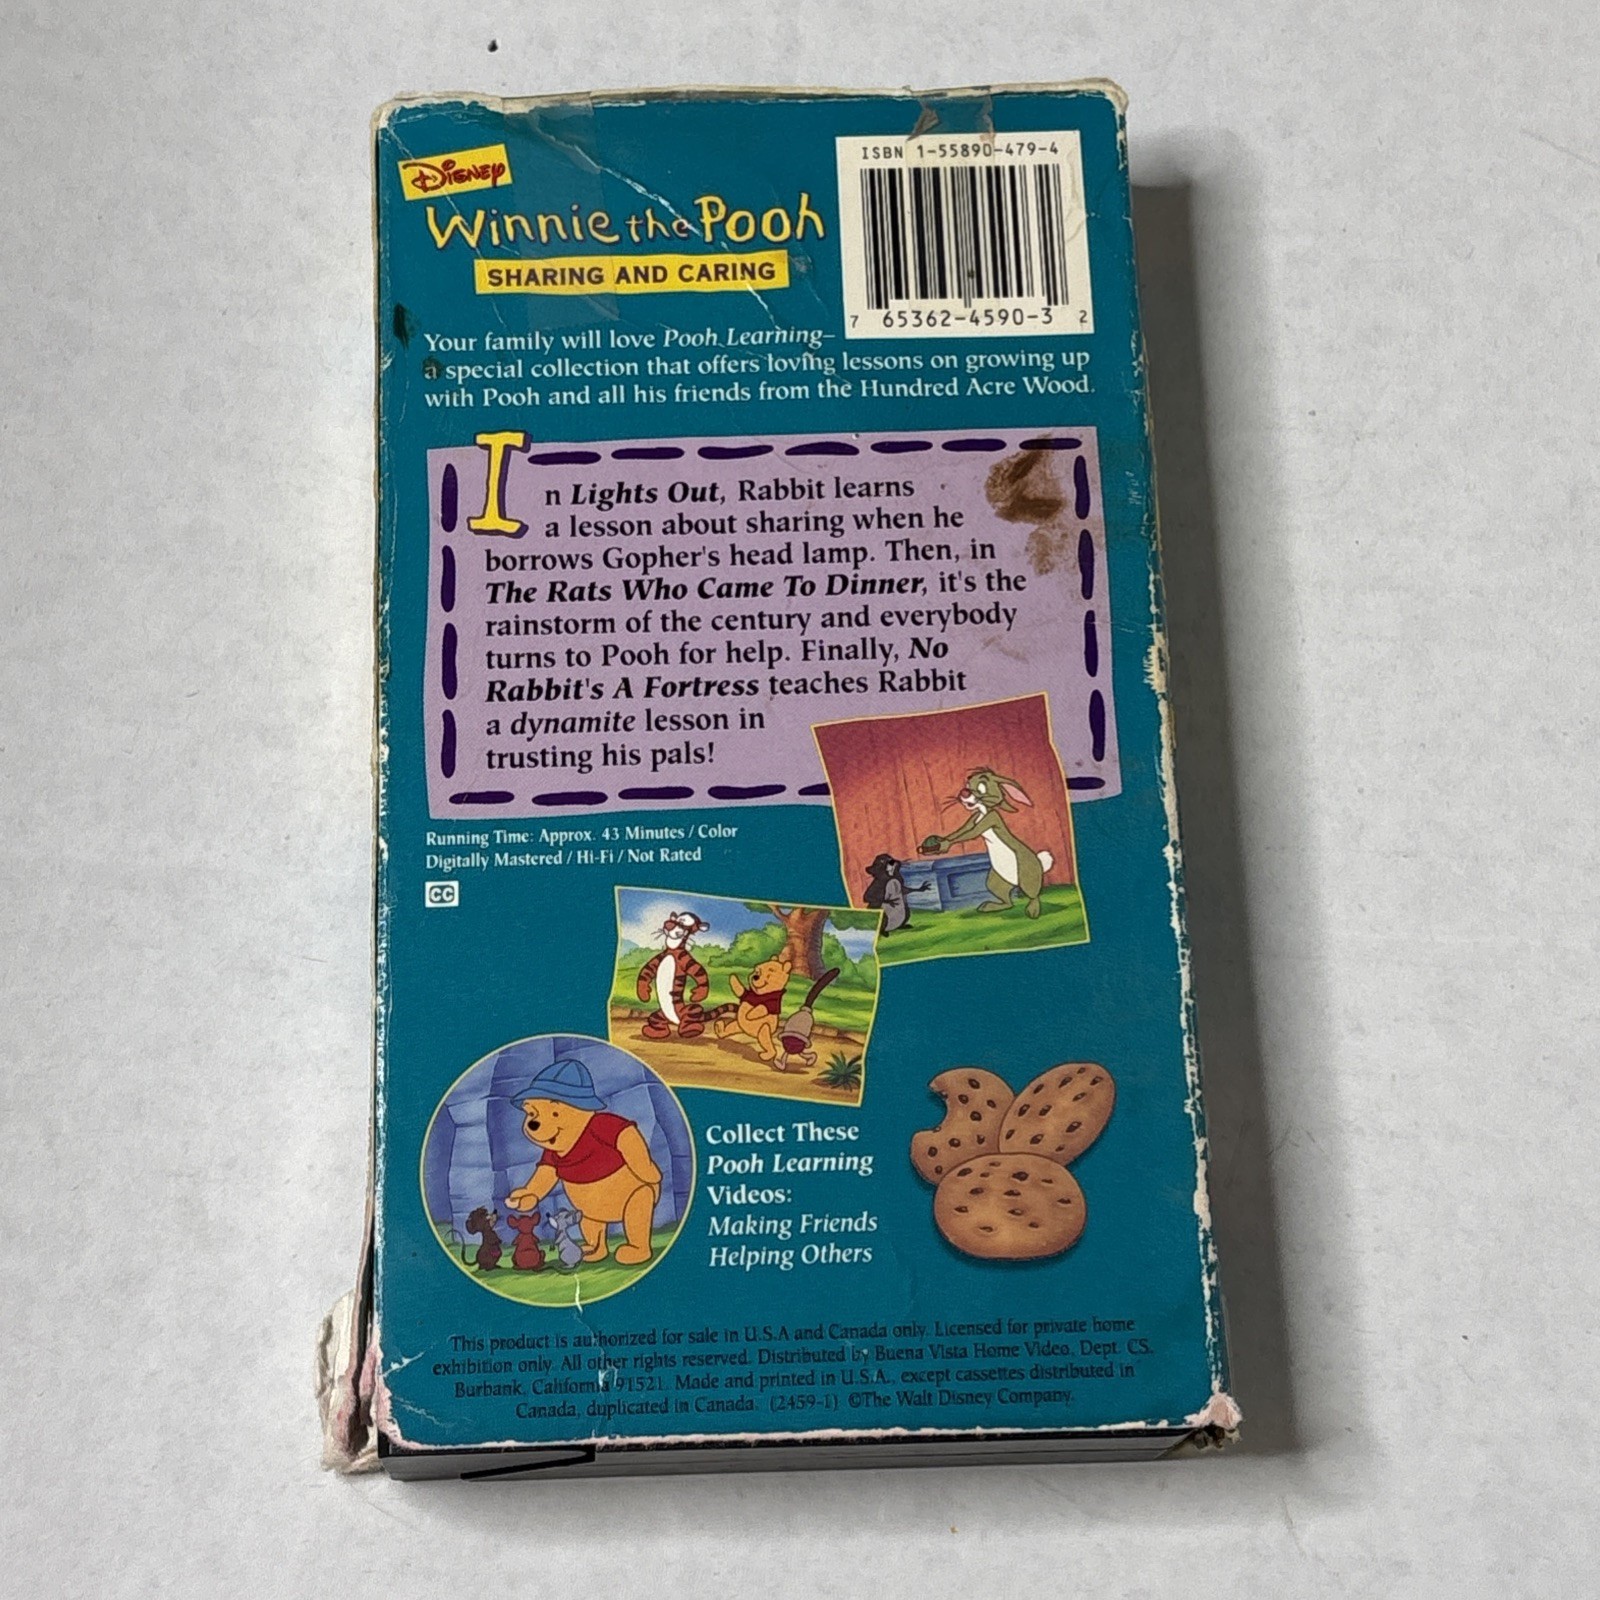 Disney
Winnie the Pooh
SHARING AND CARING
ISBN 1-55890-479-4
7 65362-4590-3 2
Your family will love Pooh Learning–
a special collection that offers loving lessons on growing up
with Pooh and all his friends from the Hundred Acre Wood.
In Lights Out, Rabbit learns
a lesson about sharing when he
borrows Gopher's head lamp. Then, in
The Rats Who Came To Dinner, it's the
rainstorm of the century and everybody
turns to Pooh for help. Finally, No
Rabbit's A Fortress teaches Rabbit
a dynamite lesson in
trusting his pals!
Running Time: Approx. 43 Minutes / Color
Digitally Mastered / Hi-Fi / Not Rated
CC
Collect These
Pooh Learning
Videos:
Making Friends
Helping Others
This product is authorized for sale in U.S.A and Canada only. Licensed for private home
exhibition only. All other rights reserved. Distributed by Buena Vista Home Video, Dept. CS,
Burbank, California 91521. Made and printed in U.S.A., except cassettes distributed in
Canada, duplicated in Canada. (2459-1) ©The Walt Disney Company.